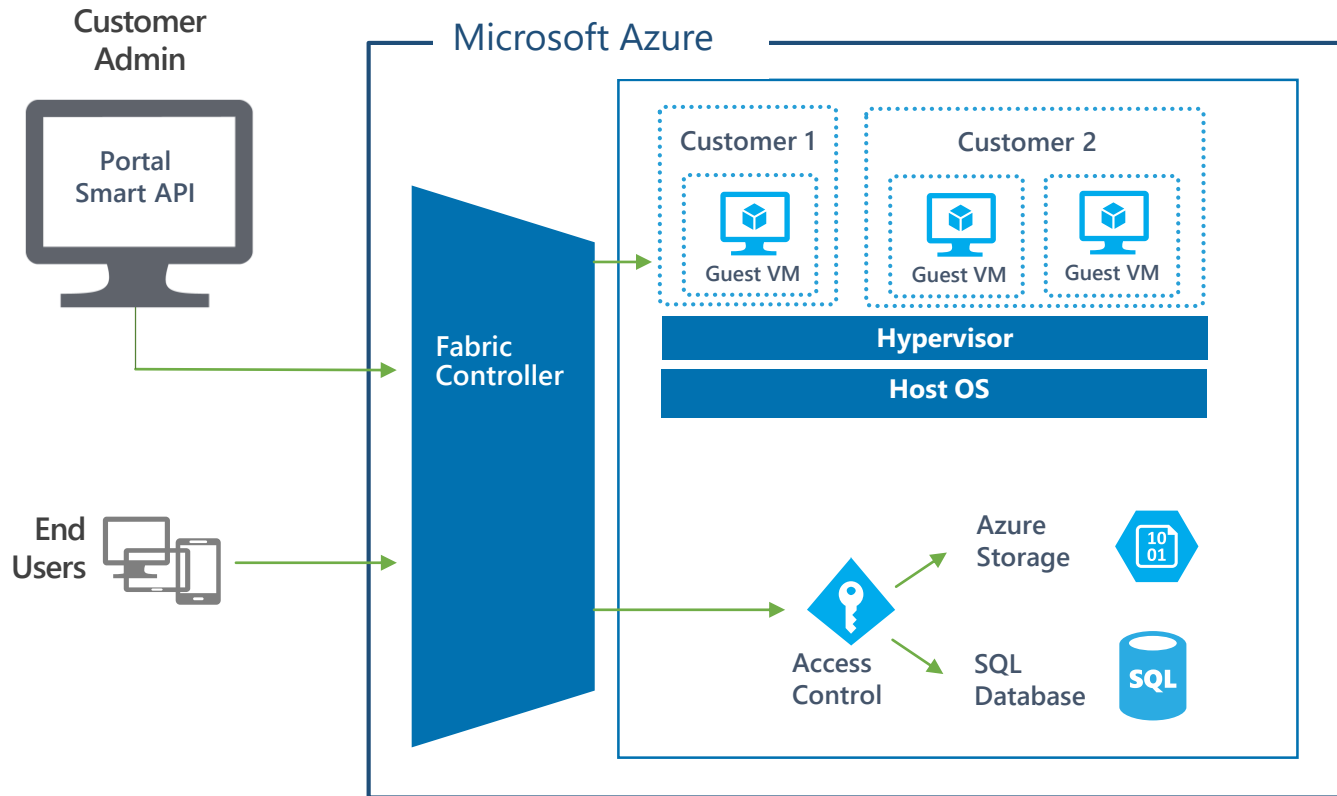 Customer
Admin
Microsoft Azure
Portal
Smart API
Customer 1
Customer 2
Guest VM
Guest VM
Guest VM
Hypervisor
Host OS
Fabric
Controller
End
Users
Azure
Storage
10
01
Access
Control
SQL
Database
SQL